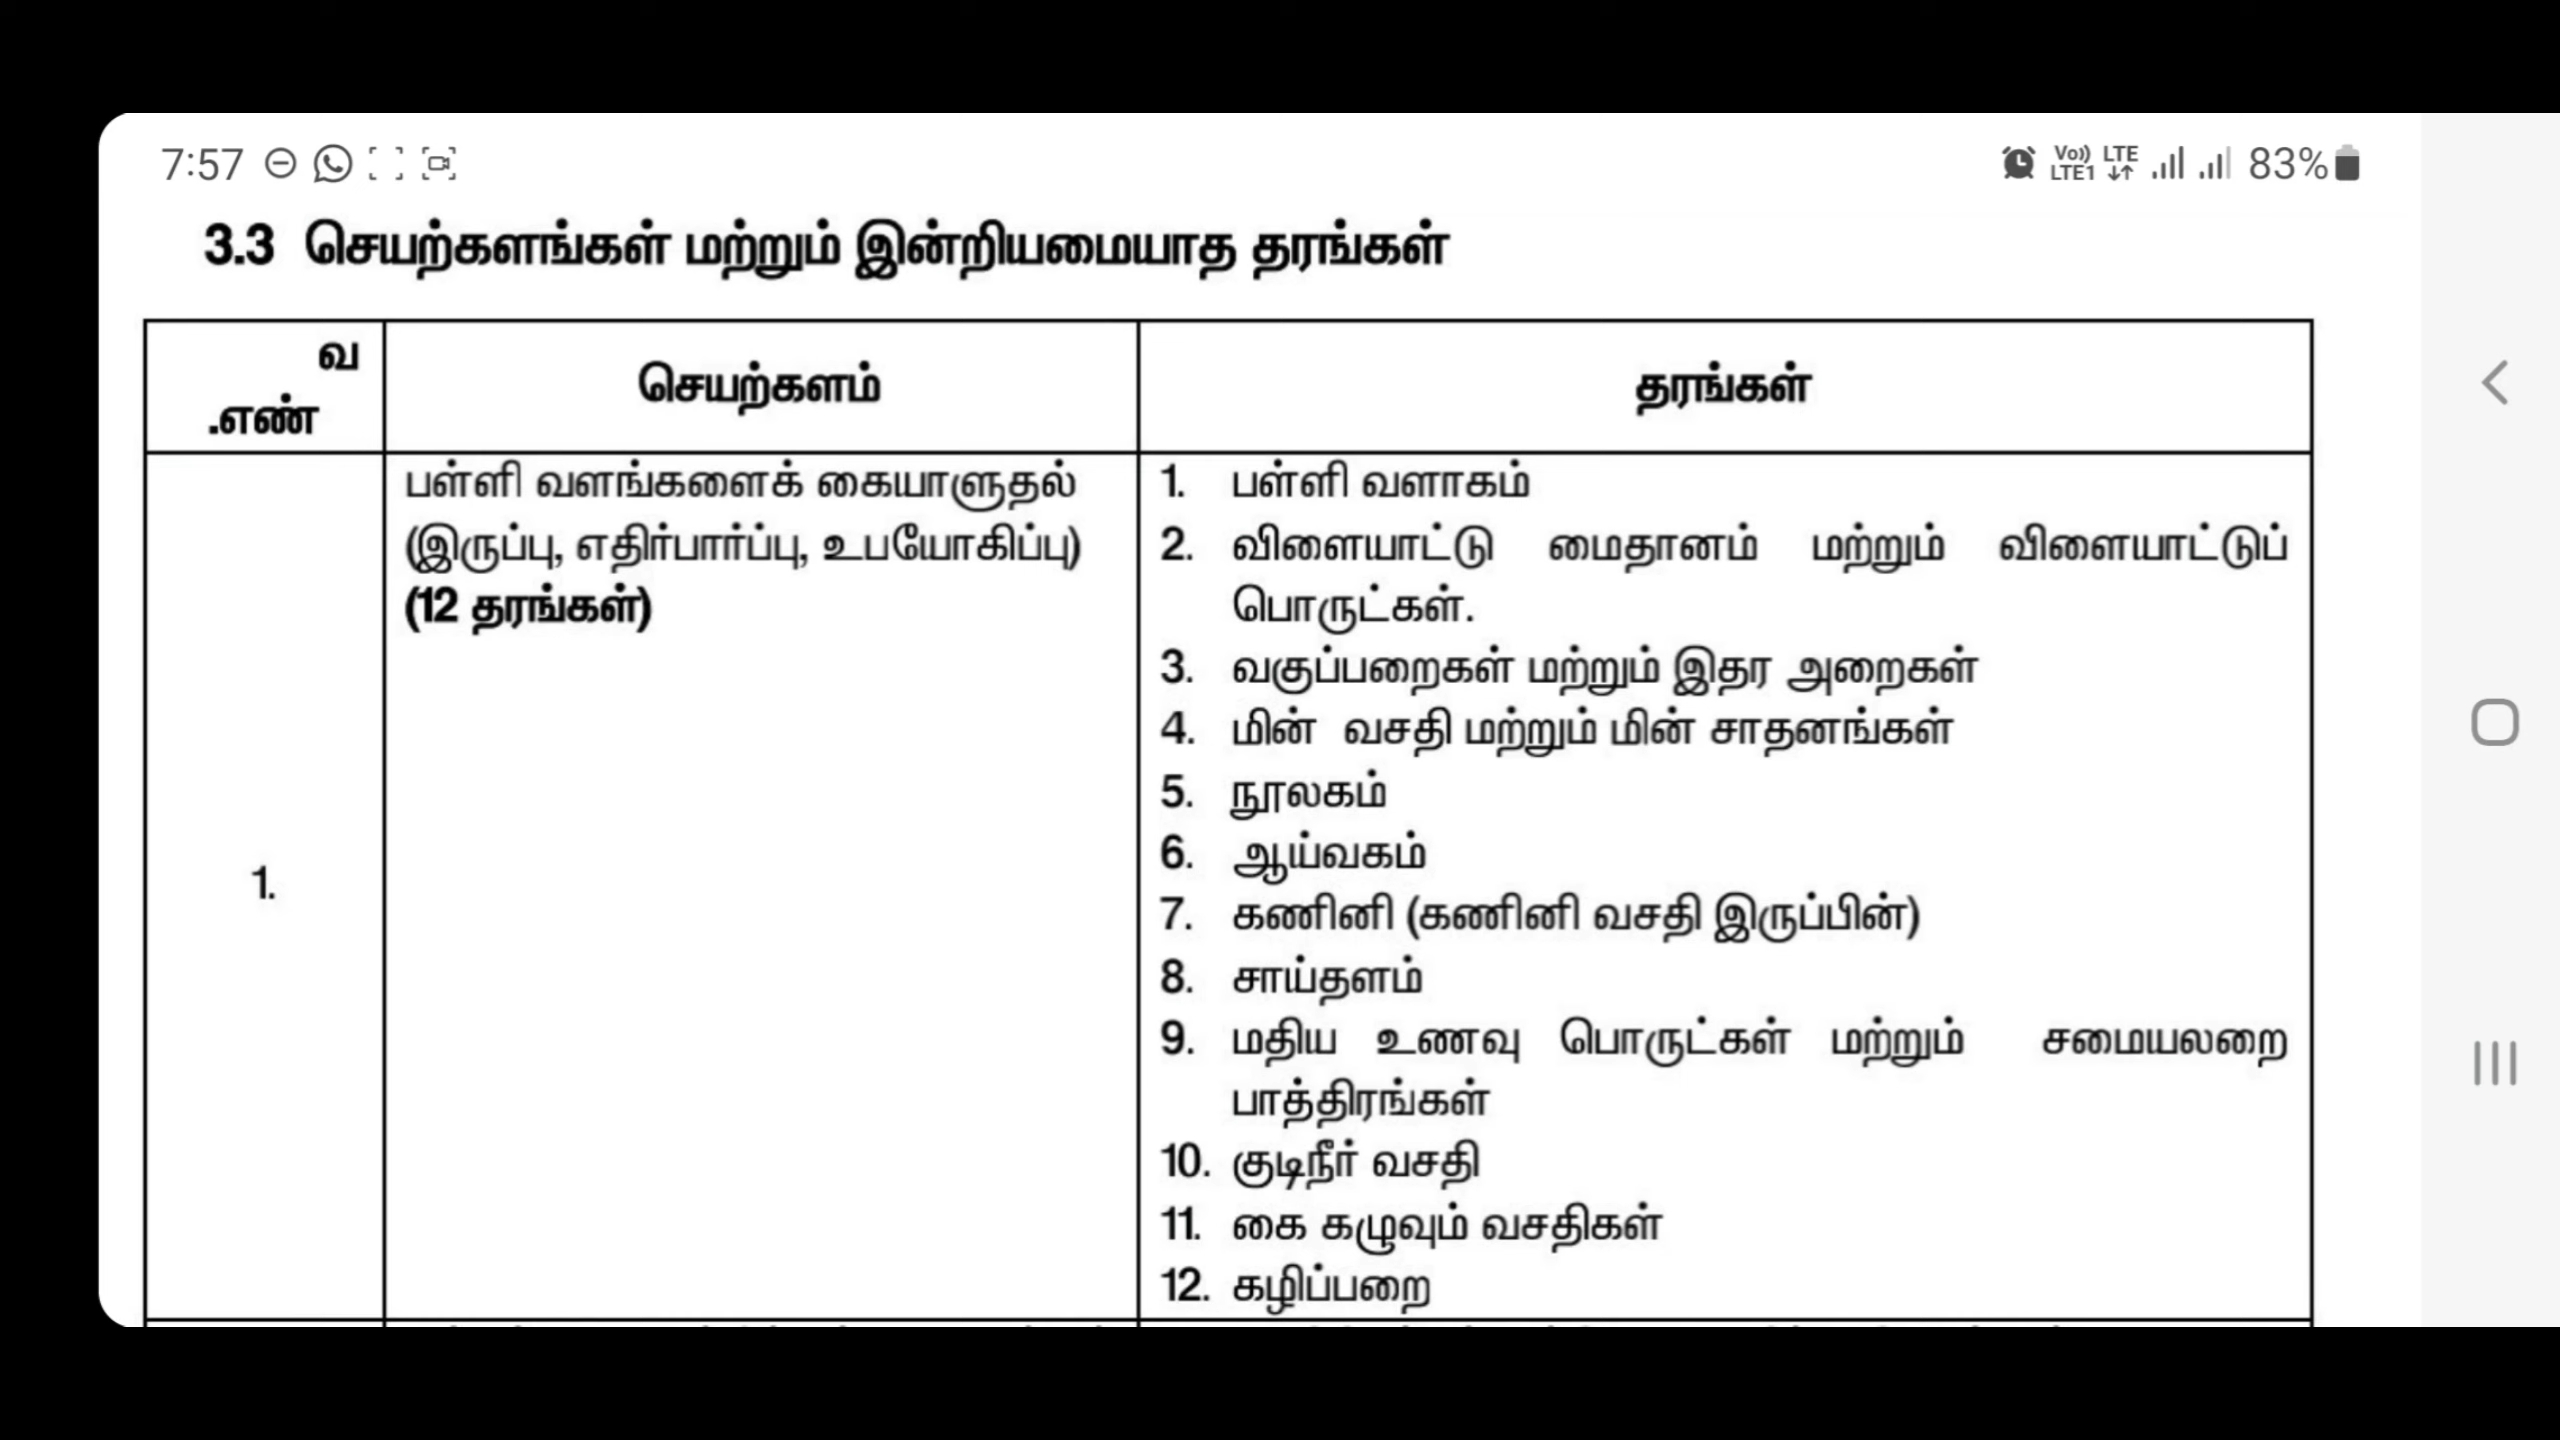 7:57
Vo)) LTE
LTE1
83%
3.3 செயற்களங்கள் மற்றும் இன்றியமையாத தரங்கள்
வ
.எண்
செயற்களம்
தரங்கள்
1.
பள்ளி வளங்களைக் கையாளுதல்
(இருப்பு, எதிர்பார்ப்பு, உபயோகிப்பு)
(12 தரங்கள்)
1. பள்ளி வளாகம்
2. விளையாட்டு மைதானம் மற்றும் விளையாட்டுப்
பொருட்கள்.
3. வகுப்பறைகள் மற்றும் இதர அறைகள்
4. மின் வசதி மற்றும் மின் சாதனங்கள்
5. நூலகம்
6. ஆய்வகம்
7. கணினி (கணினி வசதி இருப்பின்)
8. சாய்தளம்
9. மதிய உணவு பொருட்கள் மற்றும் சமையலறை
பாத்திரங்கள்
10. குடிநீர் வசதி
11. கை கழுவும் வசதிகள்
12. கழிப்பறை